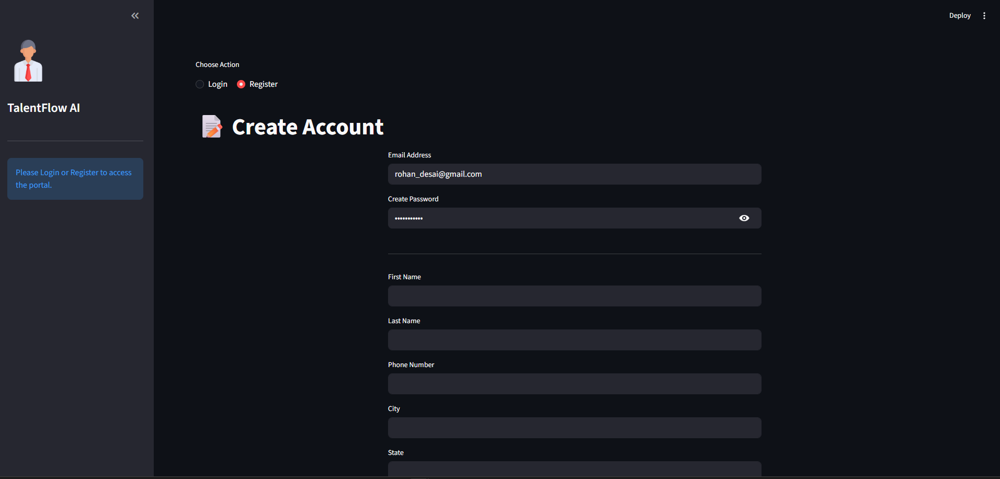 Deploy
TalentFlow AI
Please Login or Register to access
the portal.
Choose Action
Login
Register
Create Account
Email Address
rohan_desai@gmail.com
Create Password
•••••••••••
First Name
Last Name
Phone Number
City
State